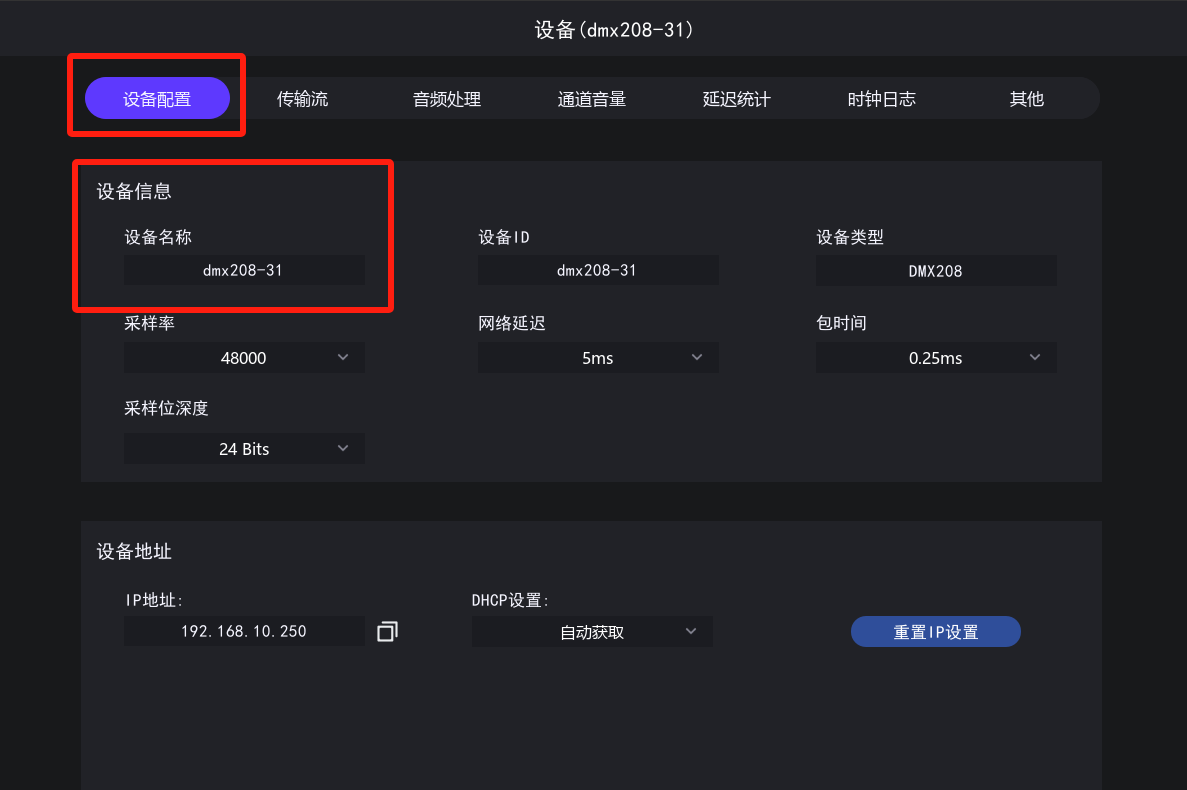 设备(dmx208-31)
设备配置 传输流 音频处理 通道音量 延迟统计 时钟日志 其他
设备信息
设备名称 设备ID 设备类型
dmx208-31 dmx208-31 DMX208
采样率 网络延迟 包时间
48000 5ms 0.25ms
采样位深度
24 Bits
设备地址
IP地址: DHCP设置:
192.168.10.250 自动获取 重置IP设置